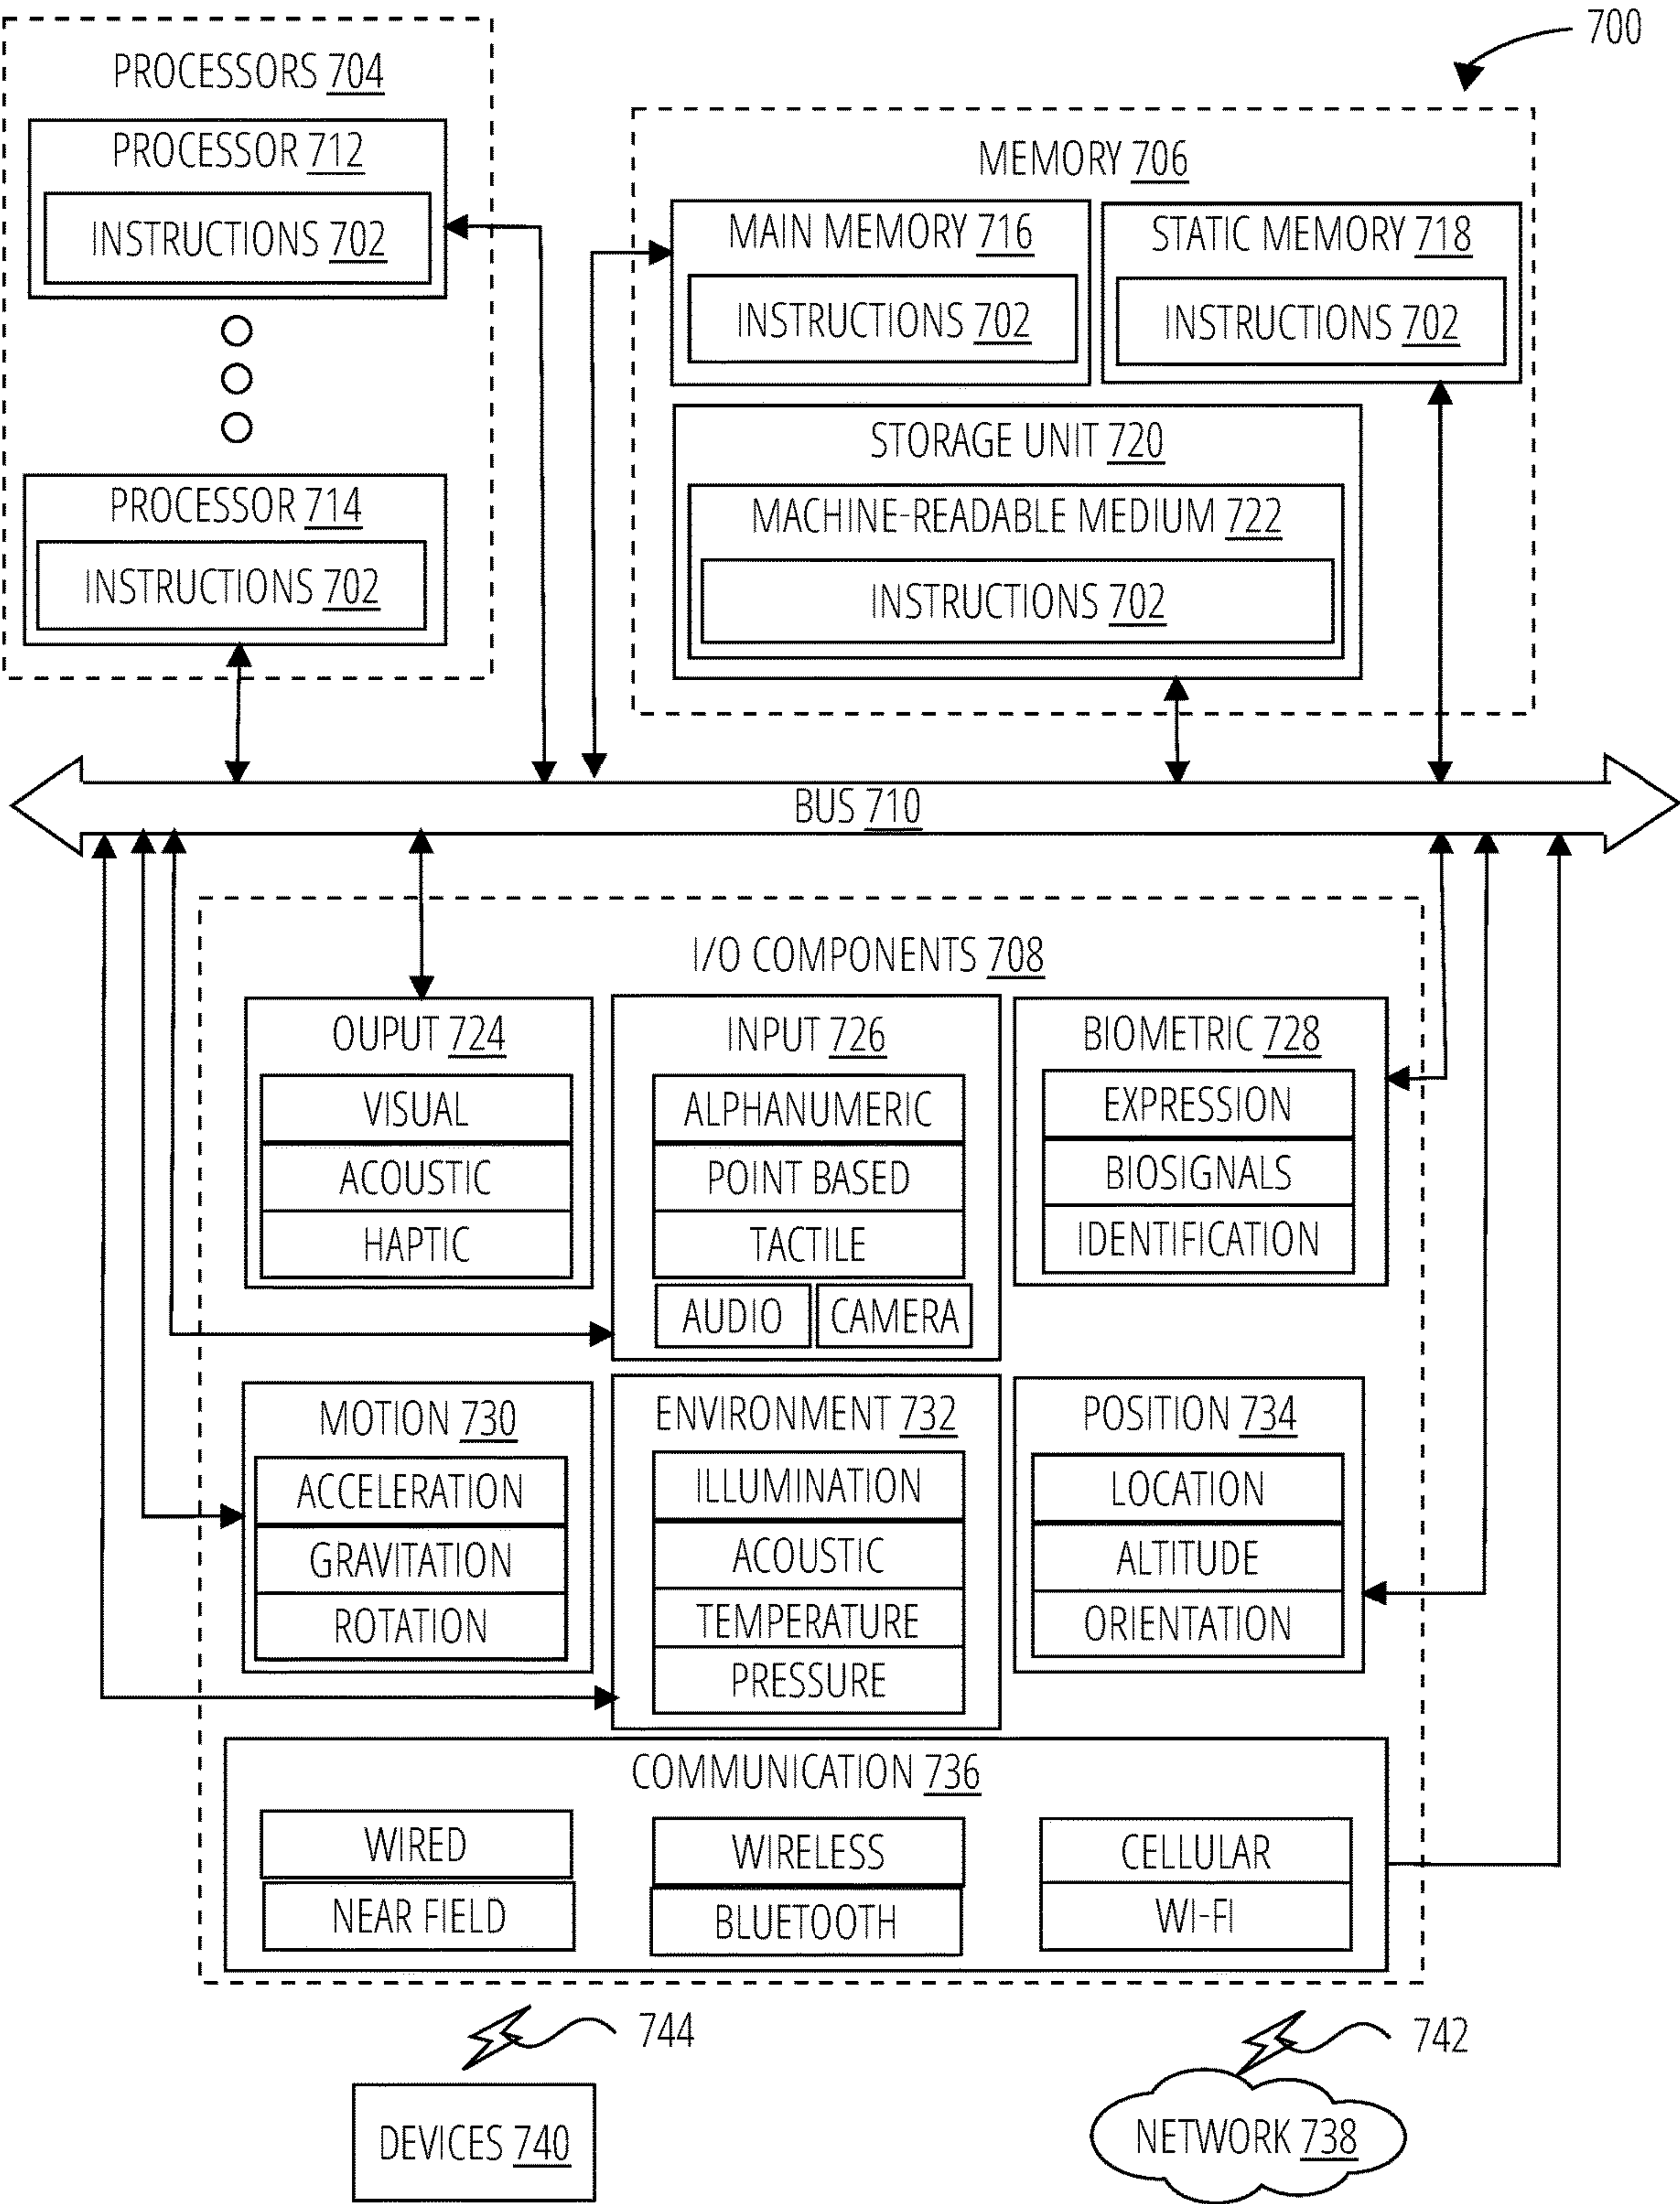 700
PROCESSORS 704
PROCESSOR 712
INSTRUCTIONS 702
PROCESSOR 714
INSTRUCTIONS 702
MEMORY 706
MAIN MEMORY 716
INSTRUCTIONS 702
STATIC MEMORY 718
INSTRUCTIONS 702
STORAGE UNIT 720
MACHINE-READABLE MEDIUM 722
INSTRUCTIONS 702
BUS 710
I/O COMPONENTS 708
OUPUT 724
VISUAL
ACOUSTIC
HAPTIC
INPUT 726
ALPHANUMERIC
POINT BASED
TACTILE
AUDIO
CAMERA
BIOMETRIC 728
EXPRESSION
BIOSIGNALS
IDENTIFICATION
MOTION 730
ACCELERATION
GRAVITATION
ROTATION
ENVIRONMENT 732
ILLUMINATION
ACOUSTIC
TEMPERATURE
PRESSURE
POSITION 734
LOCATION
ALTITUDE
ORIENTATION
COMMUNICATION 736
WIRED
NEAR FIELD
WIRELESS
BLUETOOTH
CELLULAR
WI-FI
744
742
DEVICES 740
NETWORK 738